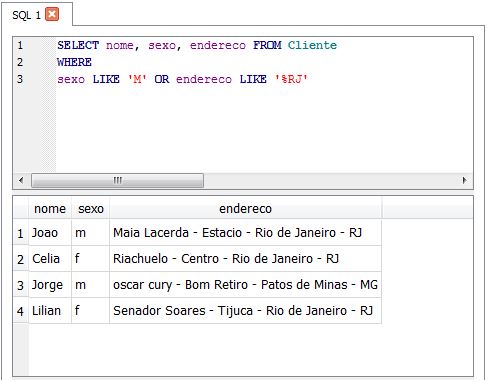 SQL 1
1 SELECT nome, sexo, endereco FROM Cliente
2 WHERE
3 sexo LIKE 'M' OR endereco LIKE '%RJ'
nome sexo endereco
1 Joao m Maia Lacerda - Estacio - Rio de Janeiro - RJ
2 Celia f Riachuelo - Centro - Rio de Janeiro - RJ
3 Jorge m oscar cury - Bom Retiro - Patos de Minas - MG
4 Lilian f Senador Soares - Tijuca - Rio de Janeiro - RJ